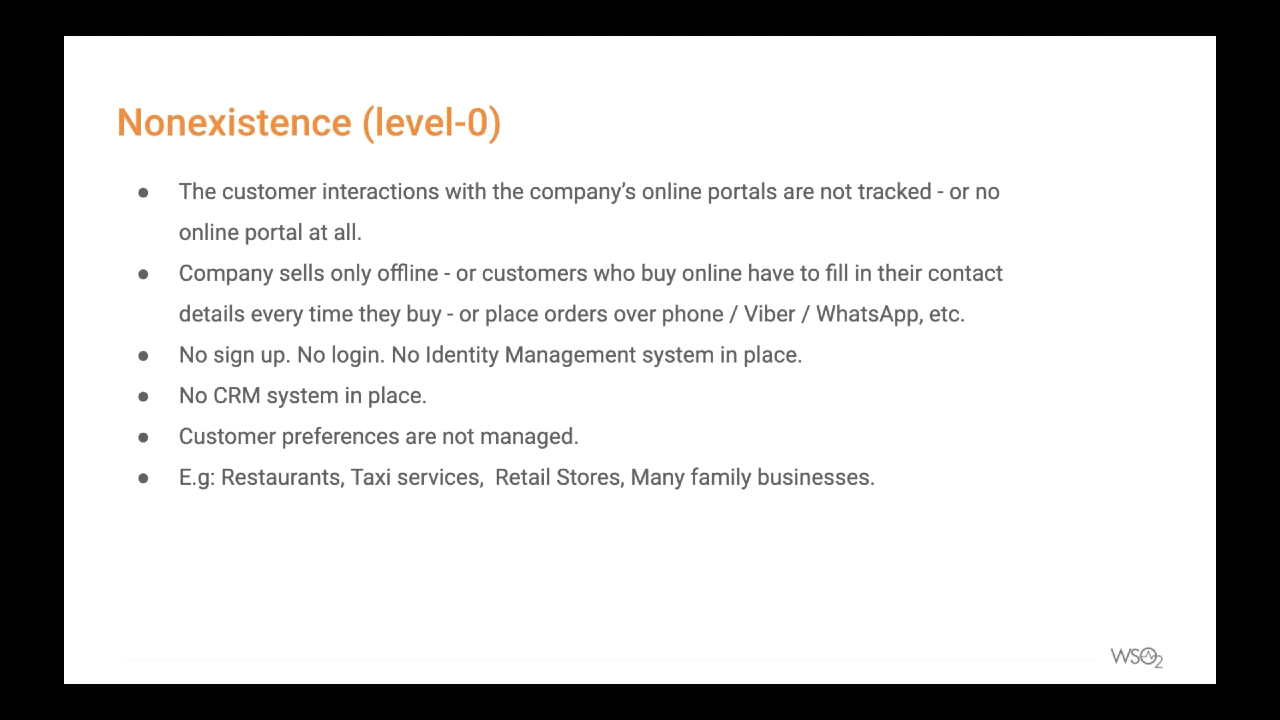 Nonexistence (level-0)
● The customer interactions with the company’s online portals are not tracked - or no
online portal at all.
● Company sells only offline - or customers who buy online have to fill in their contact
details every time they buy - or place orders over phone / Viber / WhatsApp, etc.
● No sign up. No login. No Identity Management system in place.
● No CRM system in place.
● Customer preferences are not managed.
● E.g: Restaurants, Taxi services,  Retail Stores, Many family businesses.
WSO2